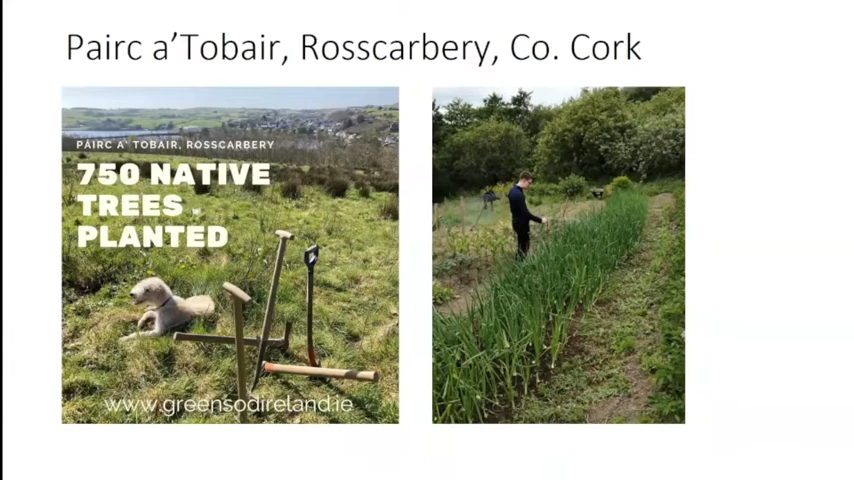 Pairc a'Tobair, Rosscarbery, Co. Cork
PÁIRC A' TOBAIR, ROSSCARBERY
750 NATIVE
TREES
PLANTED
www.greensodireland.ie